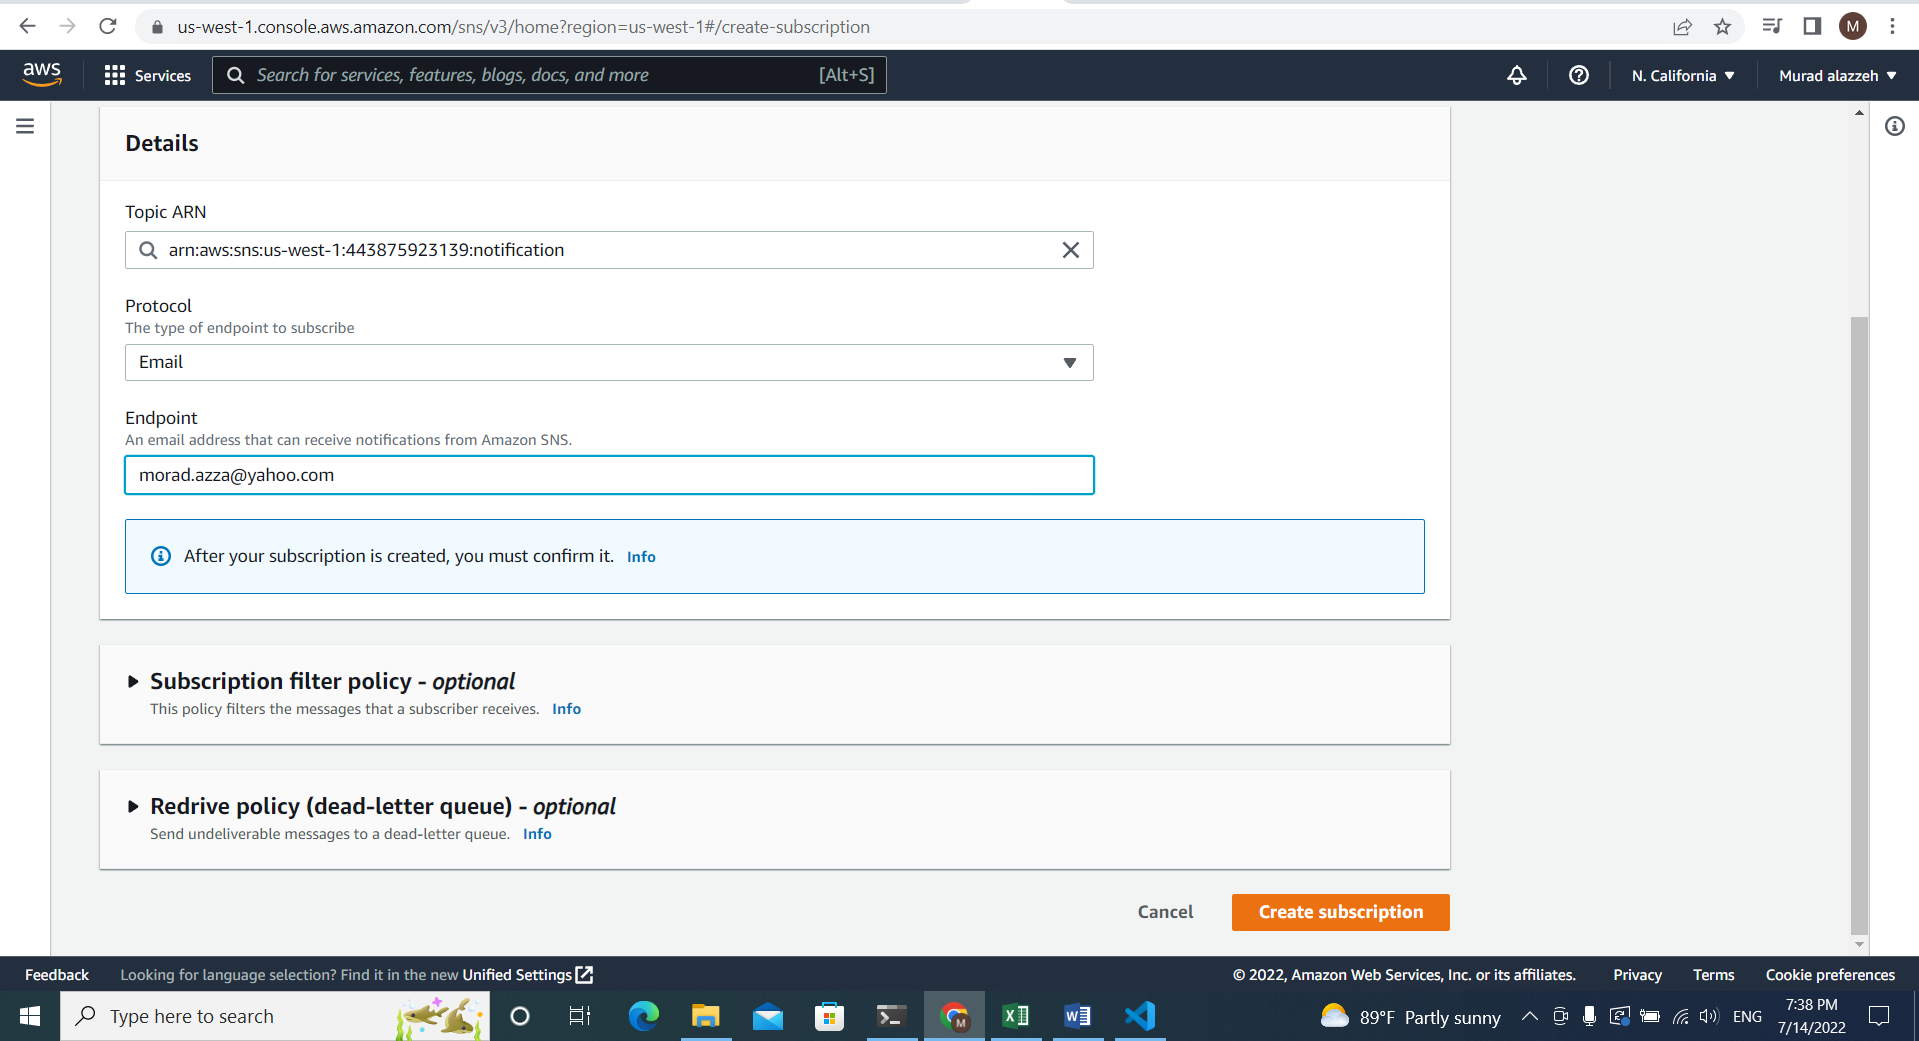 us-west-1.console.aws.amazon.com/sns/v3/home?region=us-west-1#/create-subscription
M
aws
Services
Search for services, features, blogs, docs, and more
[Alt+S]
N. California
Murad alazzeh
Details
Topic ARN
arn:aws:sns:us-west-1:443875923139:notification
Protocol
The type of endpoint to subscribe
Email
Endpoint
An email address that can receive notifications from Amazon SNS.
morad.azza@yahoo.com
After your subscription is created, you must confirm it. Info
Subscription filter policy - optional
This policy filters the messages that a subscriber receives. Info
Redrive policy (dead-letter queue) - optional
Send undeliverable messages to a dead-letter queue. Info
Cancel
Create subscription
Feedback
Looking for language selection? Find it in the new Unified Settings
© 2022, Amazon Web Services, Inc. or its affiliates.
Privacy
Terms
Cookie preferences
Type here to search
M
89°F Partly sunny
ENG
7:38 PM
7/14/2022